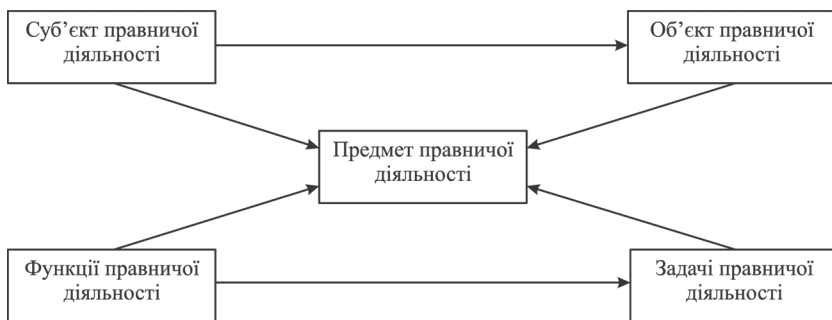 Суб’єкт правничої
діяльності
Об’єкт правничої
діяльності
Предмет правничої
діяльності
Функції правничої
діяльності
Задачі правничої
діяльності